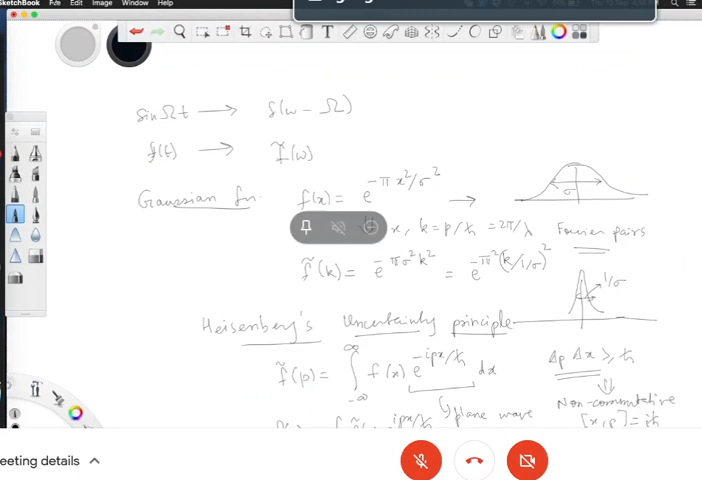 SketchBook File Edit Image Window Help
sin Ωt → δ(ω − Ω)
f(t) → f̃(ω)
Gaussian fn. f(x) = e^{−π x²/σ²} →
σ
x, k = p/ħ = 2π/λ Fourier pairs
f̃(k) = e^{−πσ²k²} = e^{−π²(k/1/σ)²}
1/σ
Heisenberg's Uncertainty principle
f̃(p) = ∫_{−∞}^{∞} f(x) e^{−ipx/ħ} dx Δp Δx ≥ ħ
plane wave Non-commutative
[x,p] = iħ
eeting details